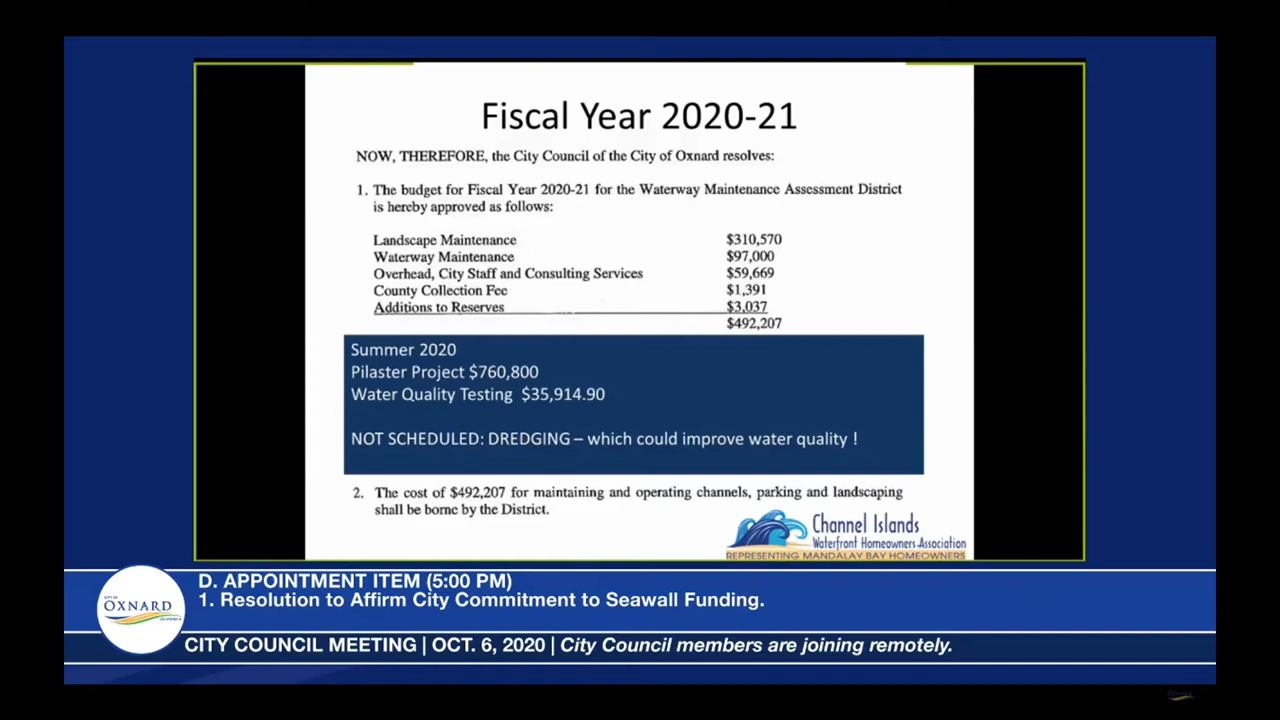 Fiscal Year 2020-21
NOW, THEREFORE, the City Council of the City of Oxnard resolves:
1. The budget for Fiscal Year 2020-21 for the Waterway Maintenance Assessment District
is hereby approved as follows:
Landscape Maintenance $310,570
Waterway Maintenance $97,000
Overhead, City Staff and Consulting Services $59,669
County Collection Fee $1,391
Additions to Reserves $3,037
$492,207
Summer 2020
Pilaster Project $760,800
Water Quality Testing $35,914.90
NOT SCHEDULED: DREDGING – which could improve water quality !
2. The cost of $492,207 for maintaining and operating channels, parking and landscaping
shall be borne by the District.
Channel Islands
Waterfront Homeowners Association
REPRESENTING MANDALAY BAY HOMEOWNERS
D. APPOINTMENT ITEM (5:00 PM)
1. Resolution to Affirm City Commitment to Seawall Funding.
CITY OF
OXNARD
CALIFORNIA
CITY COUNCIL MEETING | OCT. 6, 2020 | City Council members are joining remotely.
OXNARD